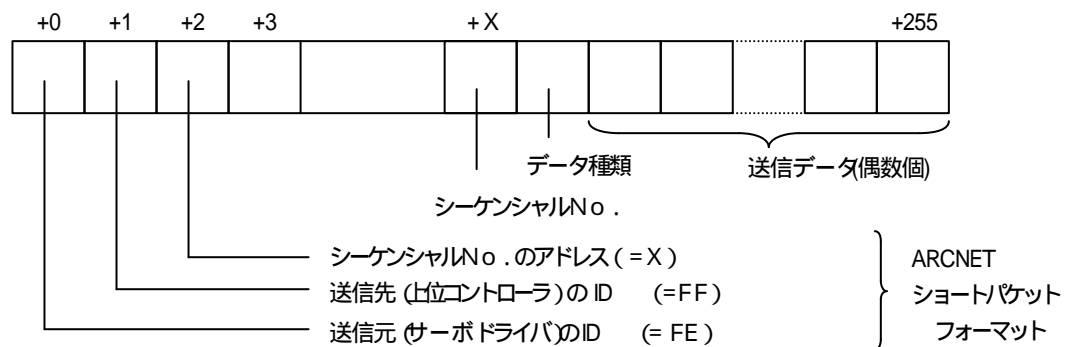 +0 +1 +2 +3 +X +255
データ種類 送信データ(偶数個)
シーケンシャルNo.
シーケンシャルNo.のアドレス(=X)
送信先(上位コントローラ)のID (=FF)
送信元(サーボドライバ)のID (= FE)
ARCNET
ショートパケット
フォーマット